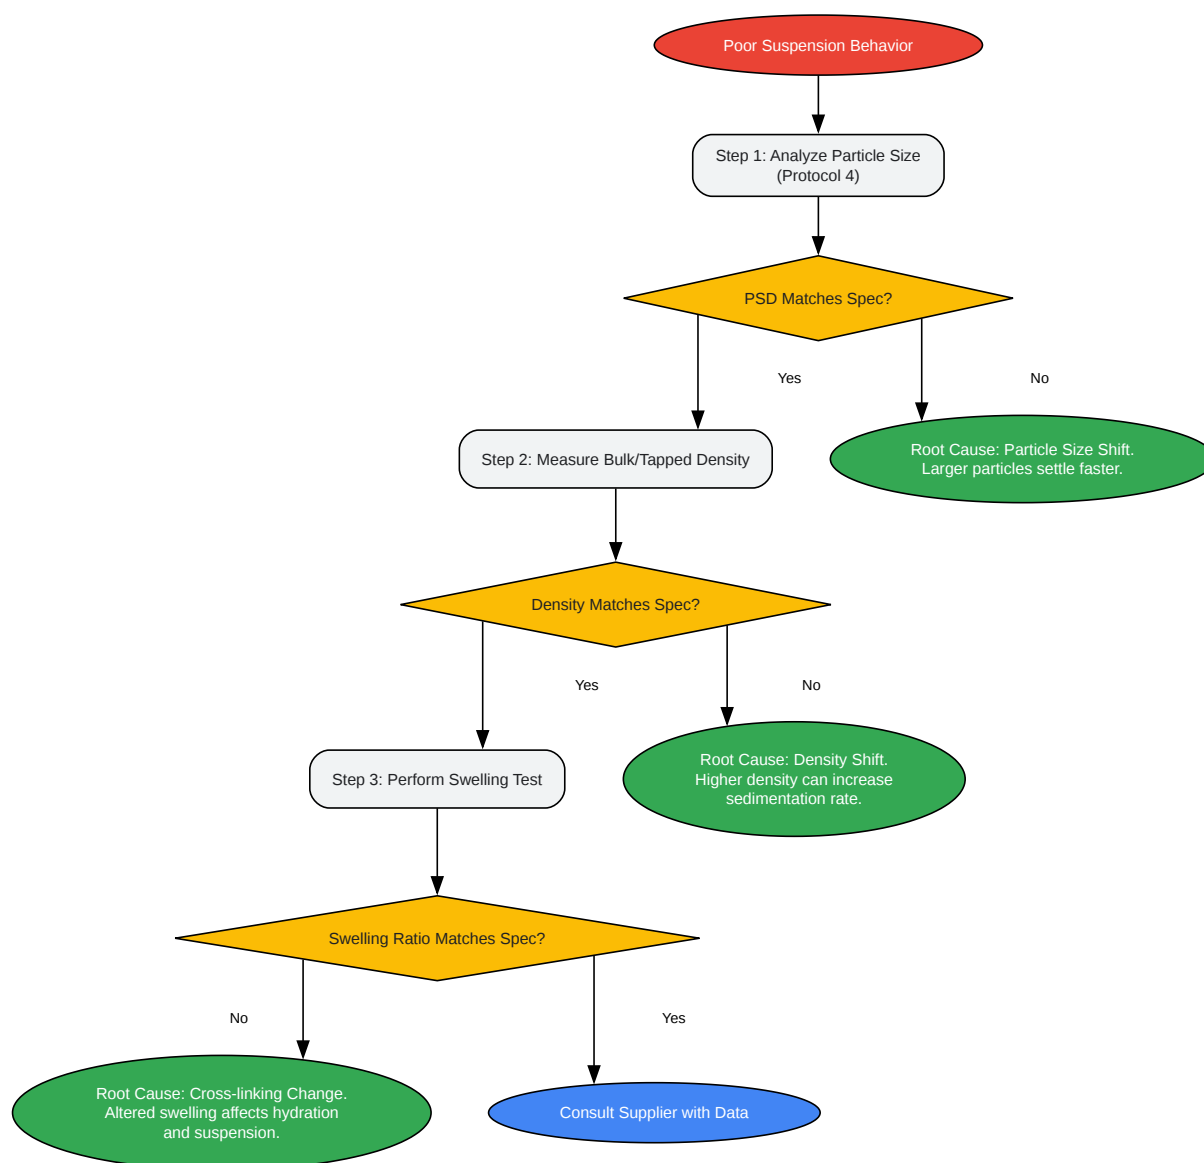 Poor Suspension Behavior
Step 1: Analyze Particle Size
(Protocol 4)
PSD Matches Spec?
Yes
No
Root Cause: Particle Size Shift.
Larger particles settle faster.
Step 2: Measure Bulk/Tapped Density
Density Matches Spec?
Yes
No
Root Cause: Density Shift.
Higher density can increase
sedimentation rate.
Step 3: Perform Swelling Test
Swelling Ratio Matches Spec?
No
Yes
Root Cause: Cross-linking Change.
Altered swelling affects hydration
and suspension.
Consult Supplier with Data